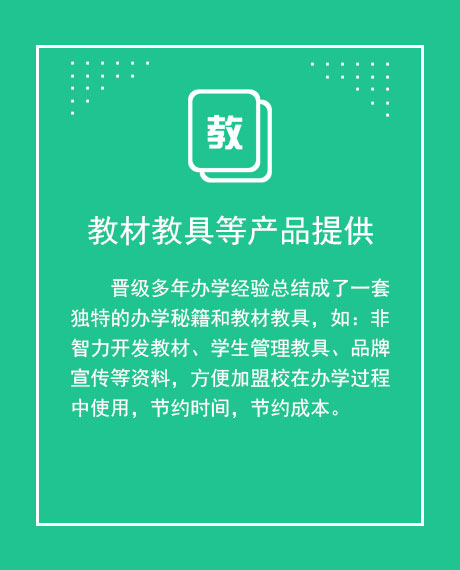 教
教材教具等产品提供
晋级多年办学经验总结成了一套
独特的办学秘籍和教材教具，如：非
智力开发教材、学生管理教具、品牌
宣传等资料，方便加盟校在办学过程
中使用，节约时间，节约成本。